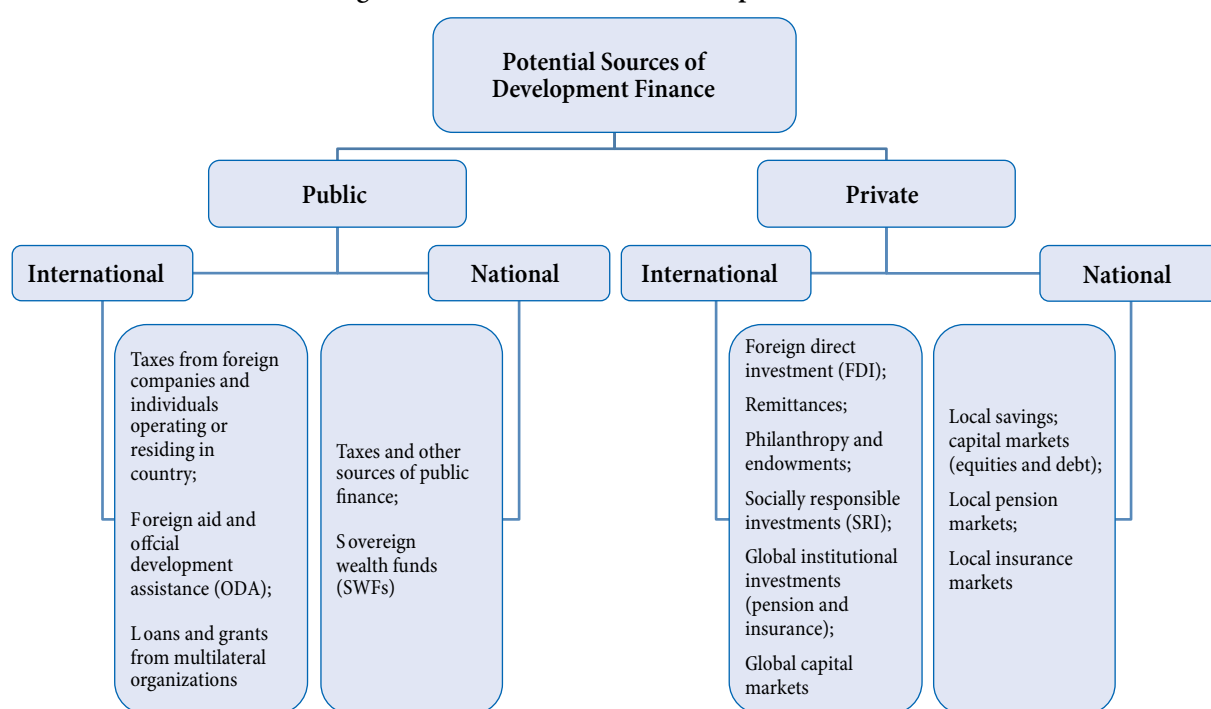 Potential Sources of
Development Finance
Public
Private
International
National
International
National
Taxes from foreign
companies and
individuals
operating or
residing in
country;
Foreign aid and
offcial
development
assistance (ODA);
Loans and grants
from multilateral
organizations
Taxes and other
sources of public
finance;
Sovereign
wealth funds
(SWFs)
Foreign direct
investment (FDI);
Remittances;
Philanthropy and
endowments;
Socially responsible
investments (SRI);
Global institutional
investments
(pension and
insurance);
Global capital
markets
Local savings;
capital markets
(equities and debt);
Local pension
markets;
Local insurance
markets